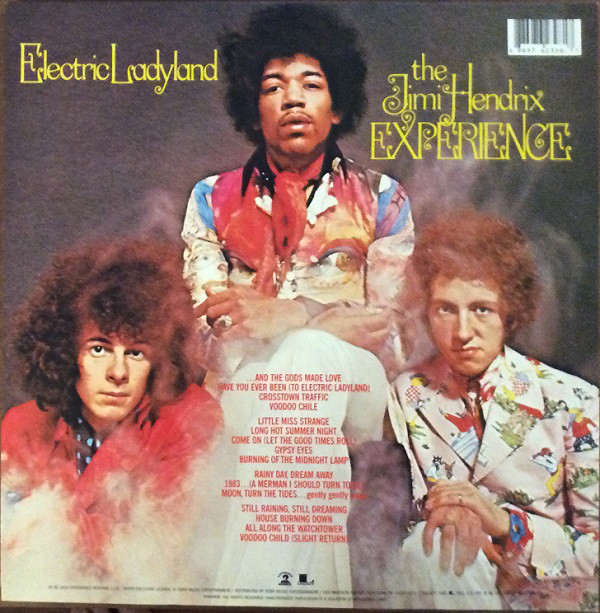 Electric Ladyland
the
Jimi Hendrix
EXPERIENCE
...AND THE GODS MADE LOVE
HAVE YOU EVER BEEN (TO ELECTRIC LADYLAND)
CROSSTOWN TRAFFIC
VOODOO CHILE
LITTLE MISS STRANGE
LONG HOT SUMMER NIGHT
COME ON (LET THE GOOD TIMES ROLL)
GYPSY EYES
BURNING OF THE MIDNIGHT LAMP
RAINY DAY, DREAM AWAY
1983....(A MERMAN I SHOULD TURN TO
MOON, TURN THE TIDES....gently gently
STILL RAINING, STILL DREAMING
HOUSE BURNING DOWN
ALL ALONG THE WATCHTOWER
VOODOO CHILD (SLIGHT RETURN)